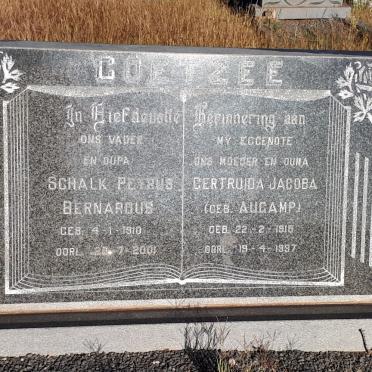 COETZEE
In Liefdevolle Herinnering aan
ONS VADER
EN OUPA
SCHALK PETRUS
BERNARDUS
GEB. 4-1-1910
OORL. 20-7-2001
MY EGGENOTE
ONS MOEDER EN OUMA
GERTRUIDA JACOBA
(GEB. AUCAMP)
GEB. 22-2-1918
OORL. 19-4-1997